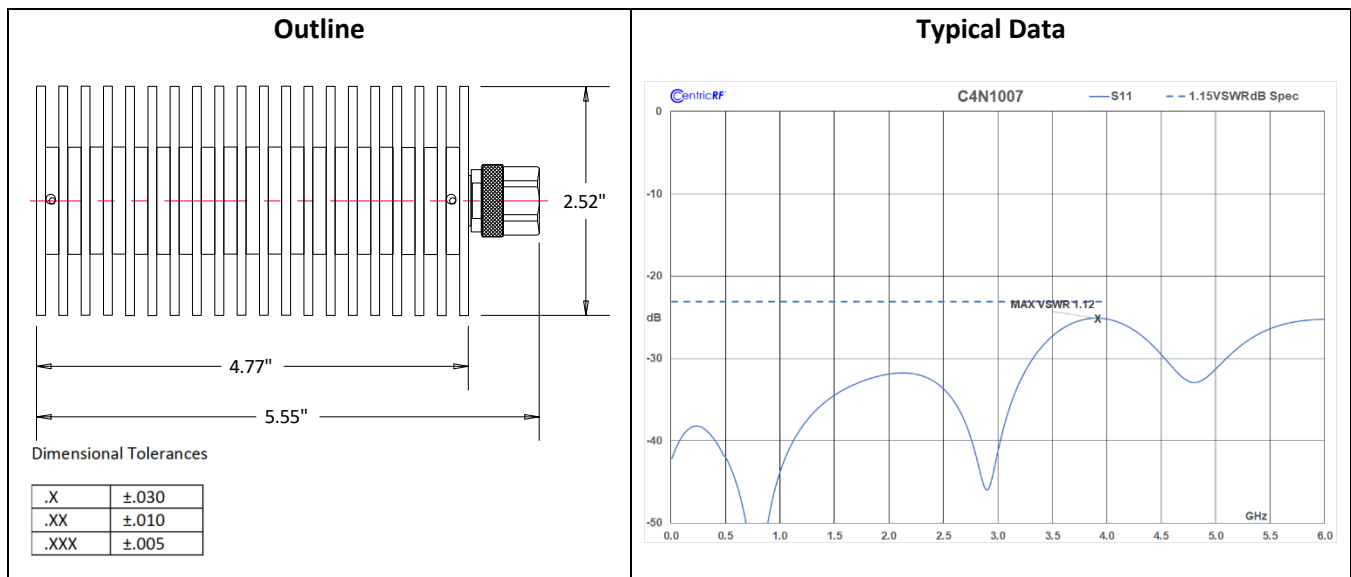 Outline
2.52"
4.77"
5.55"
Dimensional Tolerances
.X ±.030
.XX ±.010
.XXX ±.005
Typical Data
CentricRF™
C4N1007
S11
1.15VSWRdB Spec
0
-10
-20
MAX VSWR 1.12
X
dB
-30
-40
-50
GHz
0.0 0.5 1.0 1.5 2.0 2.5 3.0 3.5 4.0 4.5 5.0 5.5 6.0